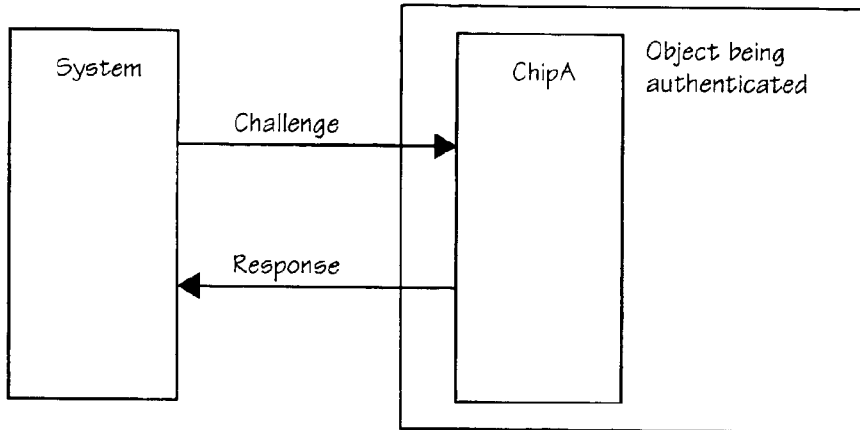 System
ChipA
Object being
authenticated
Challenge
Response